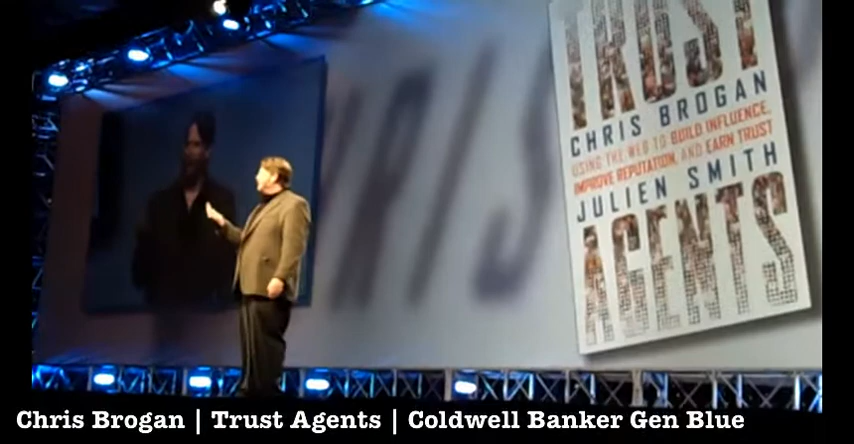 TRUST
CHRIS BROGAN
USING THE WEB TO BUILD INFLUENCE,
IMPROVE REPUTATION, AND EARN TRUST
JULIEN SMITH
AGENTS
RIS
Chris Brogan | Trust Agents | Coldwell Banker Gen Blue